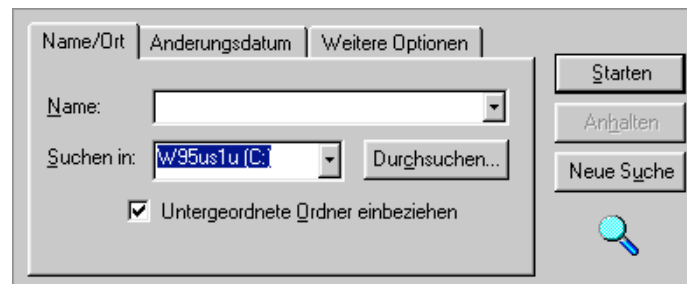 Name/Ort
Anderungsdatum
Weitere Optionen
Name:
Suchen in:
W95us1u (C:)
Durchsuchen...
Untergeordnete Ordner einbeziehen
Starten
Anhalten
Neue Suche